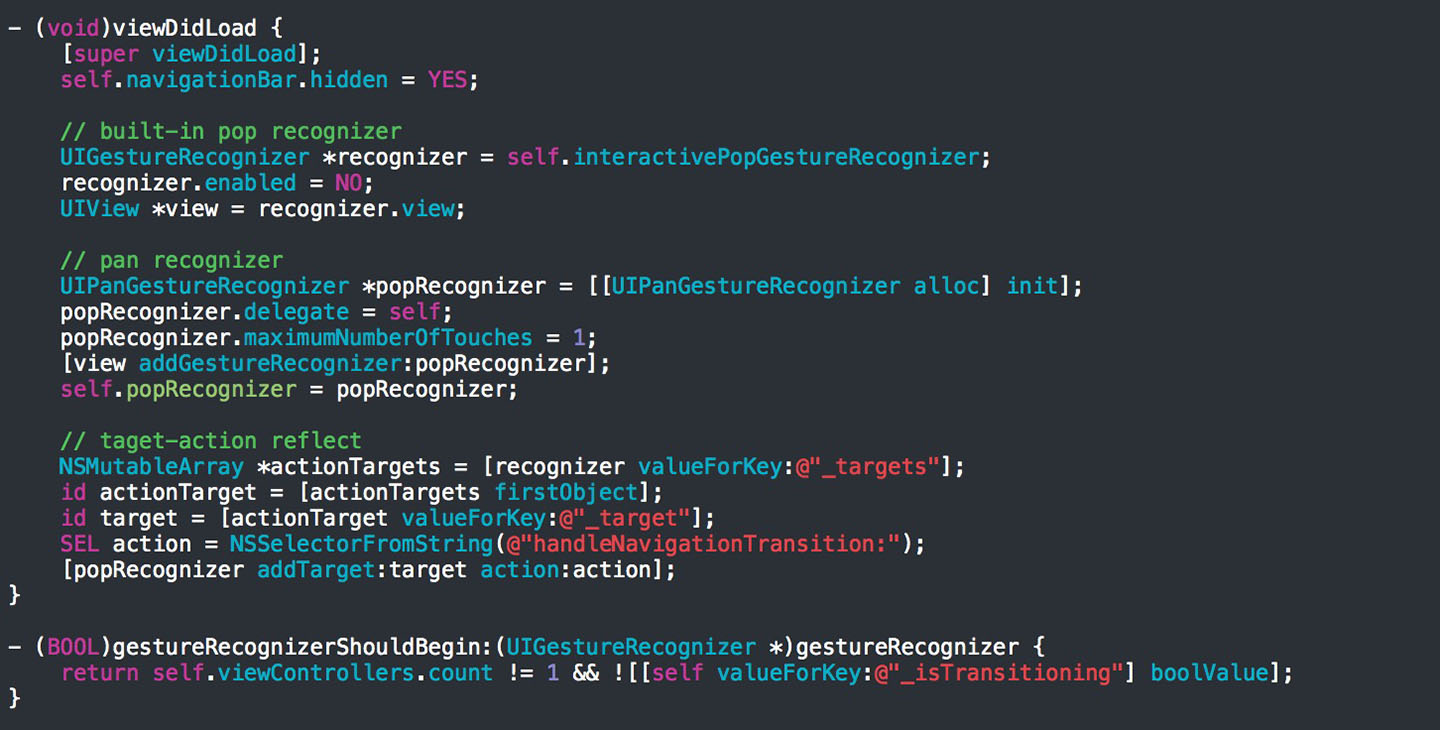 - (void)viewDidLoad {
    [super viewDidLoad];
    self.navigationBar.hidden = YES;

    // built-in pop recognizer
    UIGestureRecognizer *recognizer = self.interactivePopGestureRecognizer;
    recognizer.enabled = NO;
    UIView *view = recognizer.view;

    // pan recognizer
    UIPanGestureRecognizer *popRecognizer = [[UIPanGestureRecognizer alloc] init];
    popRecognizer.delegate = self;
    popRecognizer.maximumNumberOfTouches = 1;
    [view addGestureRecognizer:popRecognizer];
    self.popRecognizer = popRecognizer;

    // taget-action reflect
    NSMutableArray *actionTargets = [recognizer valueForKey:@"_targets"];
    id actionTarget = [actionTargets firstObject];
    id target = [actionTarget valueForKey:@"_target"];
    SEL action = NSSelectorFromString(@"handleNavigationTransition:");
    [popRecognizer addTarget:target action:action];
}

- (BOOL)gestureRecognizerShouldBegin:(UIGestureRecognizer *)gestureRecognizer {
    return self.viewControllers.count != 1 && ![[self valueForKey:@"_isTransitioning"] boolValue];
}